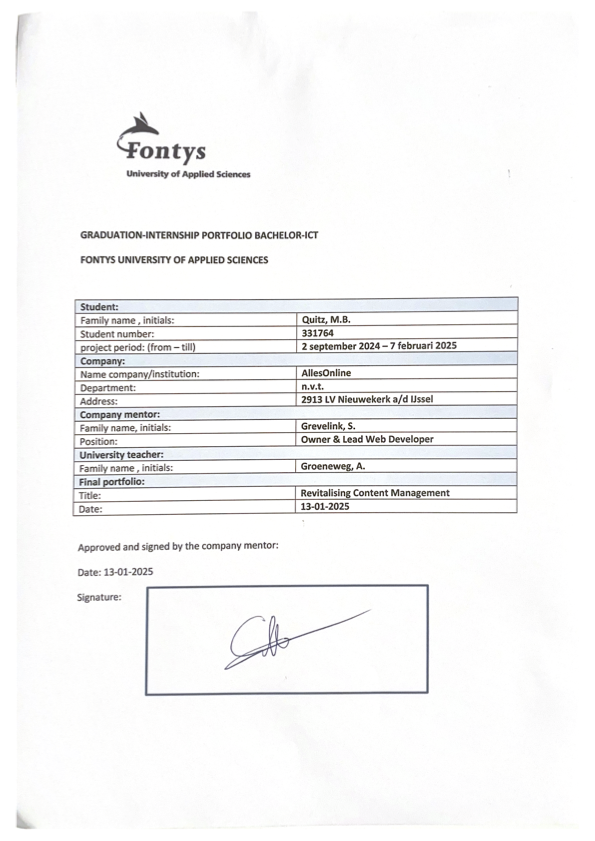 Fontys
University of Applied Sciences
GRADUATION-INTERNSHIP PORTFOLIO BACHELOR-ICT
FONTYS UNIVERSITY OF APPLIED SCIENCES
Student:
Family name , initials: Quitz, M.B.
Student number: 331764
project period: (from – till) 2 september 2024 – 7 februari 2025
Company:
Name company/institution: AllesOnline
Department: n.v.t.
Address: 2913 LV Nieuwekerk a/d IJssel
Company mentor:
Family name, initials: Grevelink, S.
Position: Owner & Lead Web Developer
University teacher:
Family name , initials: Groeneweg, A.
Final portfolio:
Title: Revitalising Content Management
Date: 13-01-2025
Approved and signed by the company mentor:
Date: 13-01-2025
Signature: